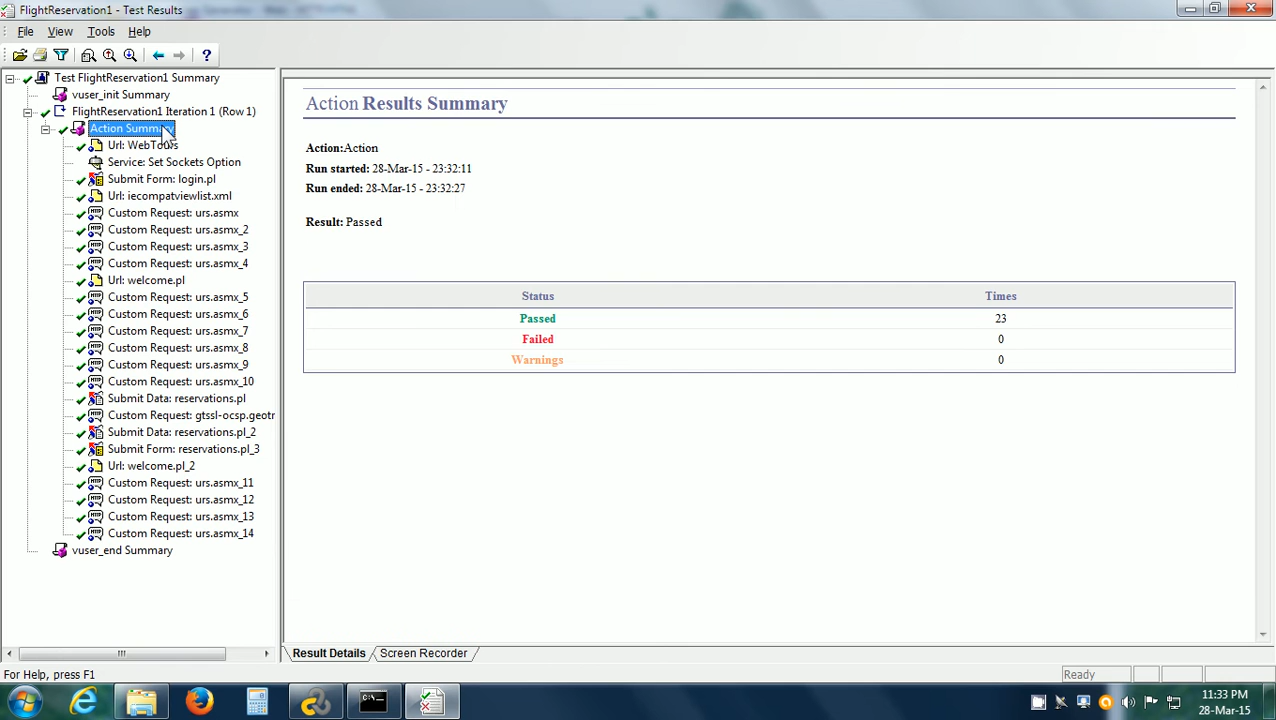 FlightReservation1 - Test Results
File View Tools Help
Test FlightReservation1 Summary
vuser_init Summary
FlightReservation1 Iteration 1 (Row 1)
Action Summary
Url: WebTours
Service: Set Sockets Option
Submit Form: login.pl
Url: iecompatviewlist.xml
Custom Request: urs.asmx
Custom Request: urs.asmx_2
Custom Request: urs.asmx_3
Custom Request: urs.asmx_4
Url: welcome.pl
Custom Request: urs.asmx_5
Custom Request: urs.asmx_6
Custom Request: urs.asmx_7
Custom Request: urs.asmx_8
Custom Request: urs.asmx_9
Custom Request: urs.asmx_10
Submit Data: reservations.pl
Custom Request: gtssl-ocsp.geotr
Submit Data: reservations.pl_2
Submit Form: reservations.pl_3
Url: welcome.pl_2
Custom Request: urs.asmx_11
Custom Request: urs.asmx_12
Custom Request: urs.asmx_13
Custom Request: urs.asmx_14
vuser_end Summary
Action Results Summary
Action:Action
Run started: 28-Mar-15 - 23:32:11
Run ended: 28-Mar-15 - 23:32:27
Result: Passed
Status Times
Passed 23
Failed 0
Warnings 0
Result Details Screen Recorder
For Help, press F1
Ready
11:33 PM
28-Mar-15